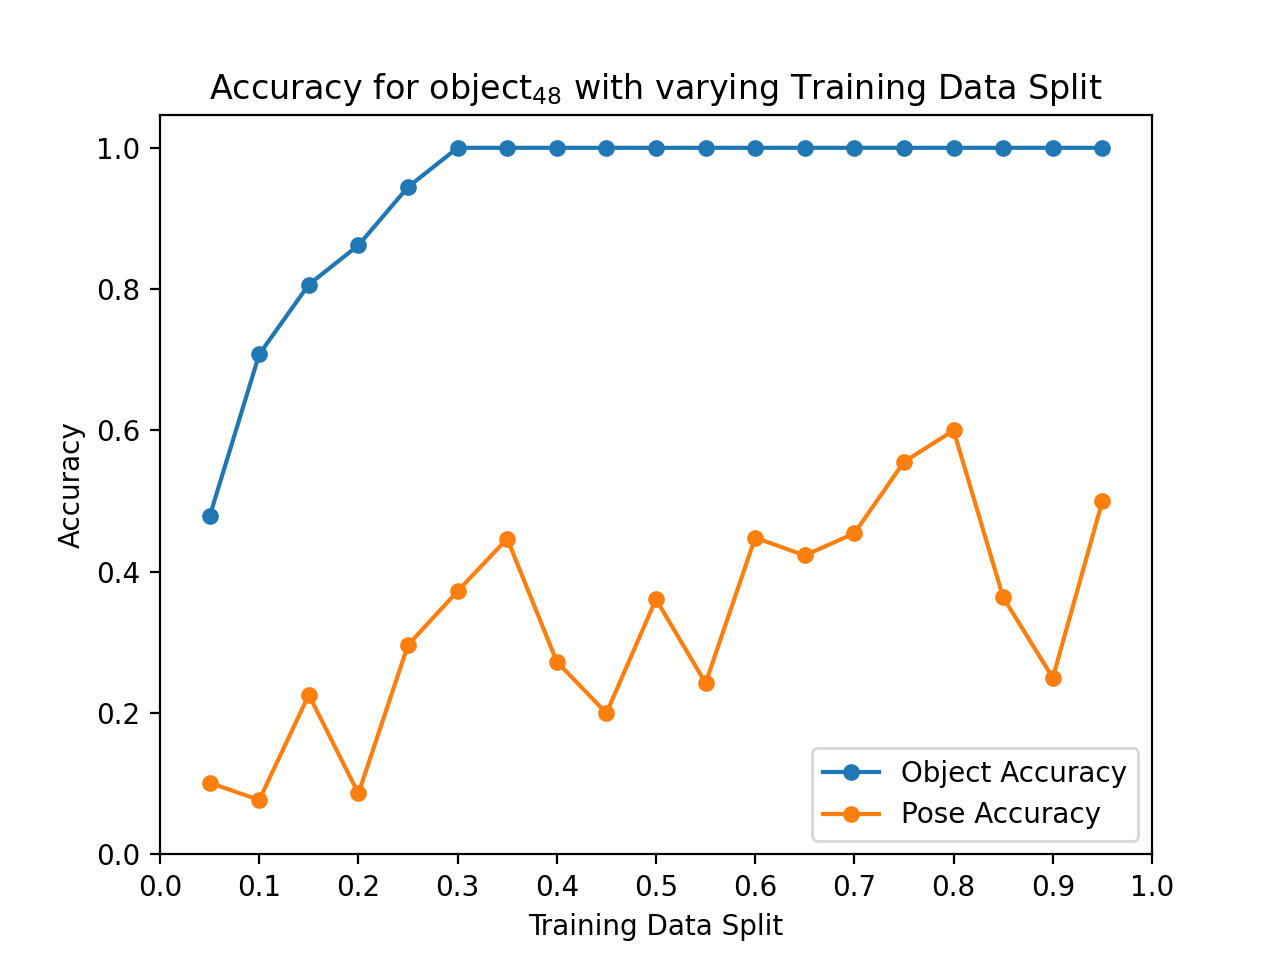 Accuracy for object₄₈ with varying Training Data Split
1.0
0.8
0.6
0.4
0.2
0.0
Accuracy
0.0 0.1 0.2 0.3 0.4 0.5 0.6 0.7 0.8 0.9 1.0
Training Data Split
Object Accuracy
Pose Accuracy